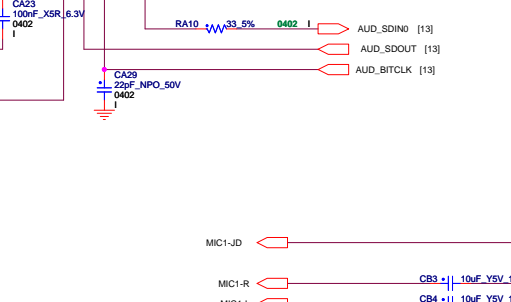 CA23
100nF_X5R_6.3V
0402
I
RA10 33_5% 0402 I AUD_SDIN0 [13]
AUD_SDOUT [13]
AUD_BITCLK [13]
CA29
22pF_NPO_50V
0402
I
MIC1-JD
MIC1-R
CB3 10uF_Y5V_1
CB4 10uF_Y5V_1